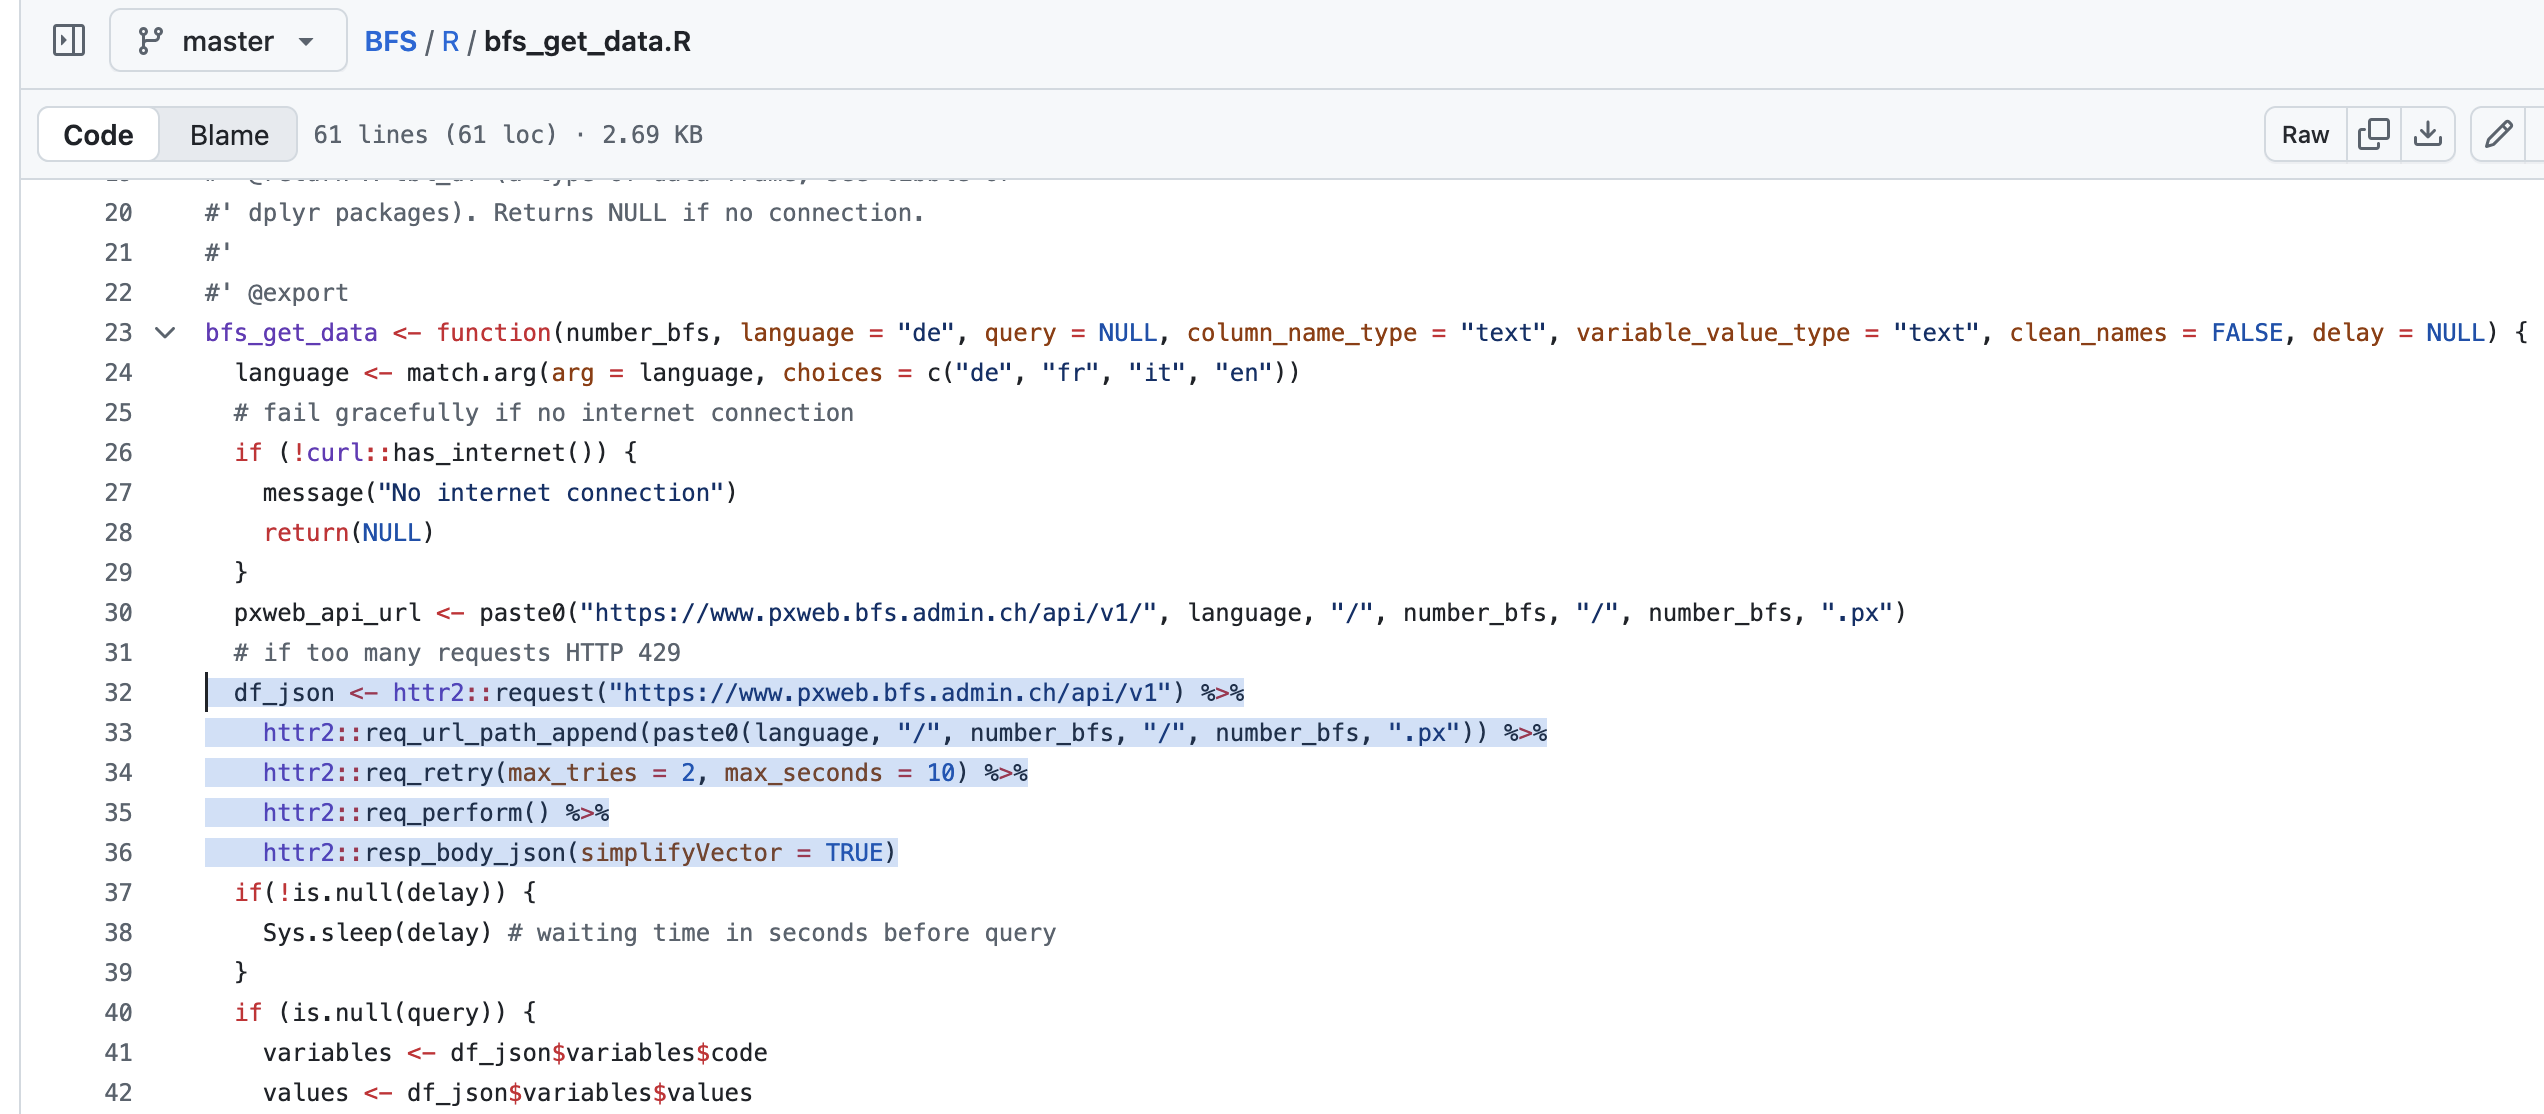 master
BFS / R / bfs_get_data.R
Code Blame 61 lines (61 loc) · 2.69 KB Raw
20 #' dplyr packages). Returns NULL if no connection.
21 #'
22 #' @export
23 bfs_get_data <- function(number_bfs, language = "de", query = NULL, column_name_type = "text", variable_value_type = "text", clean_names = FALSE, delay = NULL) {
24 language <- match.arg(arg = language, choices = c("de", "fr", "it", "en"))
25 # fail gracefully if no internet connection
26 if (!curl::has_internet()) {
27 message("No internet connection")
28 return(NULL)
29 }
30 pxweb_api_url <- paste0("https://www.pxweb.bfs.admin.ch/api/v1/", language, "/", number_bfs, "/", number_bfs, ".px")
31 # if too many requests HTTP 429
32 df_json <- httr2::request("https://www.pxweb.bfs.admin.ch/api/v1") %>%
33 httr2::req_url_path_append(paste0(language, "/", number_bfs, "/", number_bfs, ".px")) %>%
34 httr2::req_retry(max_tries = 2, max_seconds = 10) %>%
35 httr2::req_perform() %>%
36 httr2::resp_body_json(simplifyVector = TRUE)
37 if(!is.null(delay)) {
38 Sys.sleep(delay) # waiting time in seconds before query
39 }
40 if (is.null(query)) {
41 variables <- df_json$variables$code
42 values <- df_json$variables$values